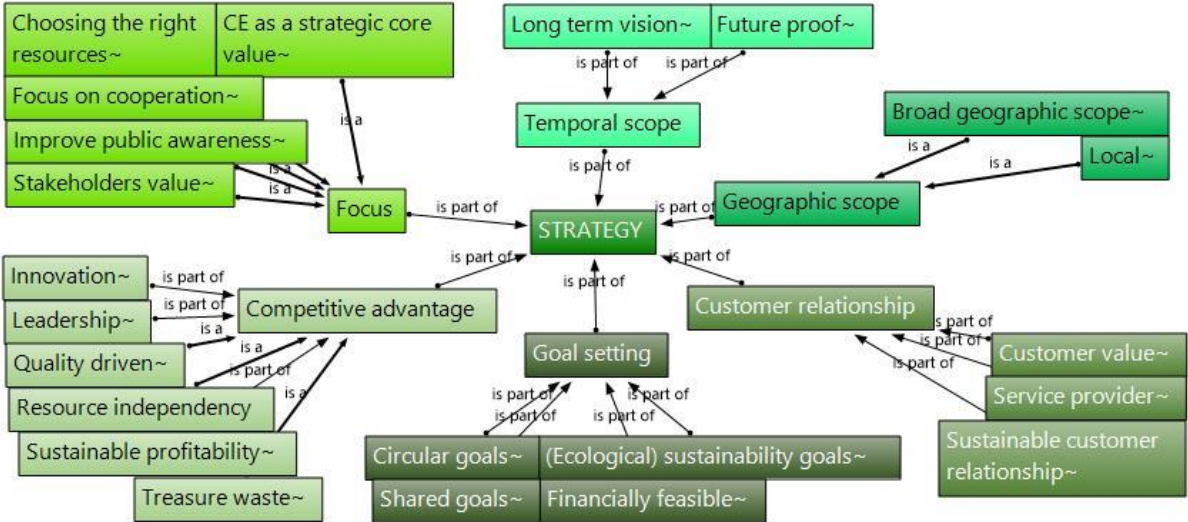 Choosing the right
resources~
CE as a strategic core
value~
Focus on cooperation~
Improve public awareness~
Stakeholders value~
is a
is a
is a
Focus
is part of
Long term vision~
Future proof~
is part of
is part of
Temporal scope
is part of
Broad geographic scope~
Local~
is a
is a
Geographic scope
is part of
STRATEGY
Innovation~
Leadership~
Quality driven~
Resource independency
Sustainable profitability~
Treasure waste~
is part of
is part of
is a
is a
is part of
is a
Competitive advantage
is part of
is part of
Goal setting
is part of
is part of
is part of
is part of
Circular goals~
(Ecological) sustainability goals~
Shared goals~
Financially feasible~
is part of
Customer relationship
is part of
is part of
is part of
Customer value~
Service provider~
Sustainable customer
relationship~